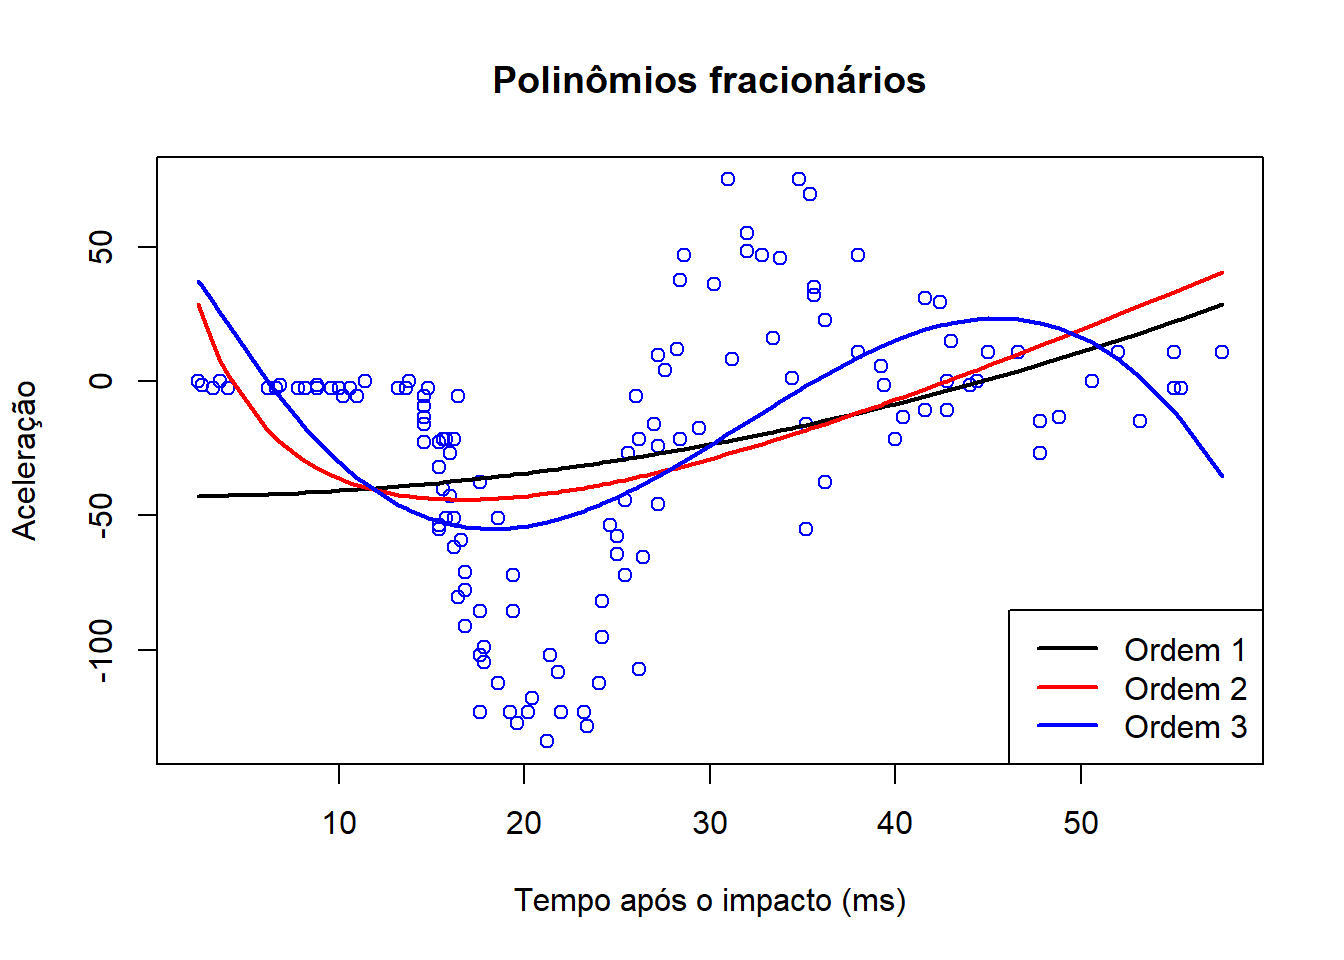 Polinômios fracionários
Aceleração
50
0
-50
-100
10 20 30 40 50
Tempo após o impacto (ms)
Ordem 1
Ordem 2
Ordem 3